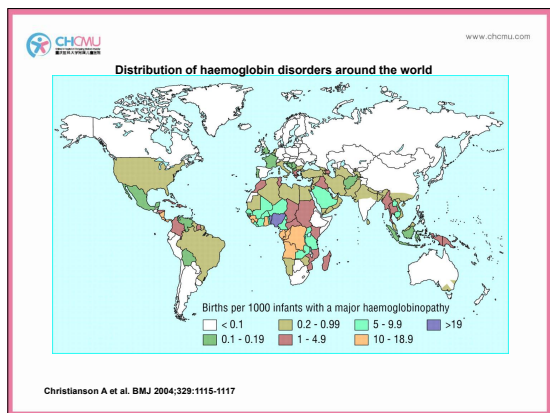 CHCMU
www.chcmu.com
Distribution of haemoglobin disorders around the world
Births per 1000 infants with a major haemoglobinopathy
< 0.1
0.2 - 0.99
5 - 9.9
>19
0.1 - 0.19
1 - 4.9
10 - 18.9
Christianson A et al. BMJ 2004;329:1115-1117